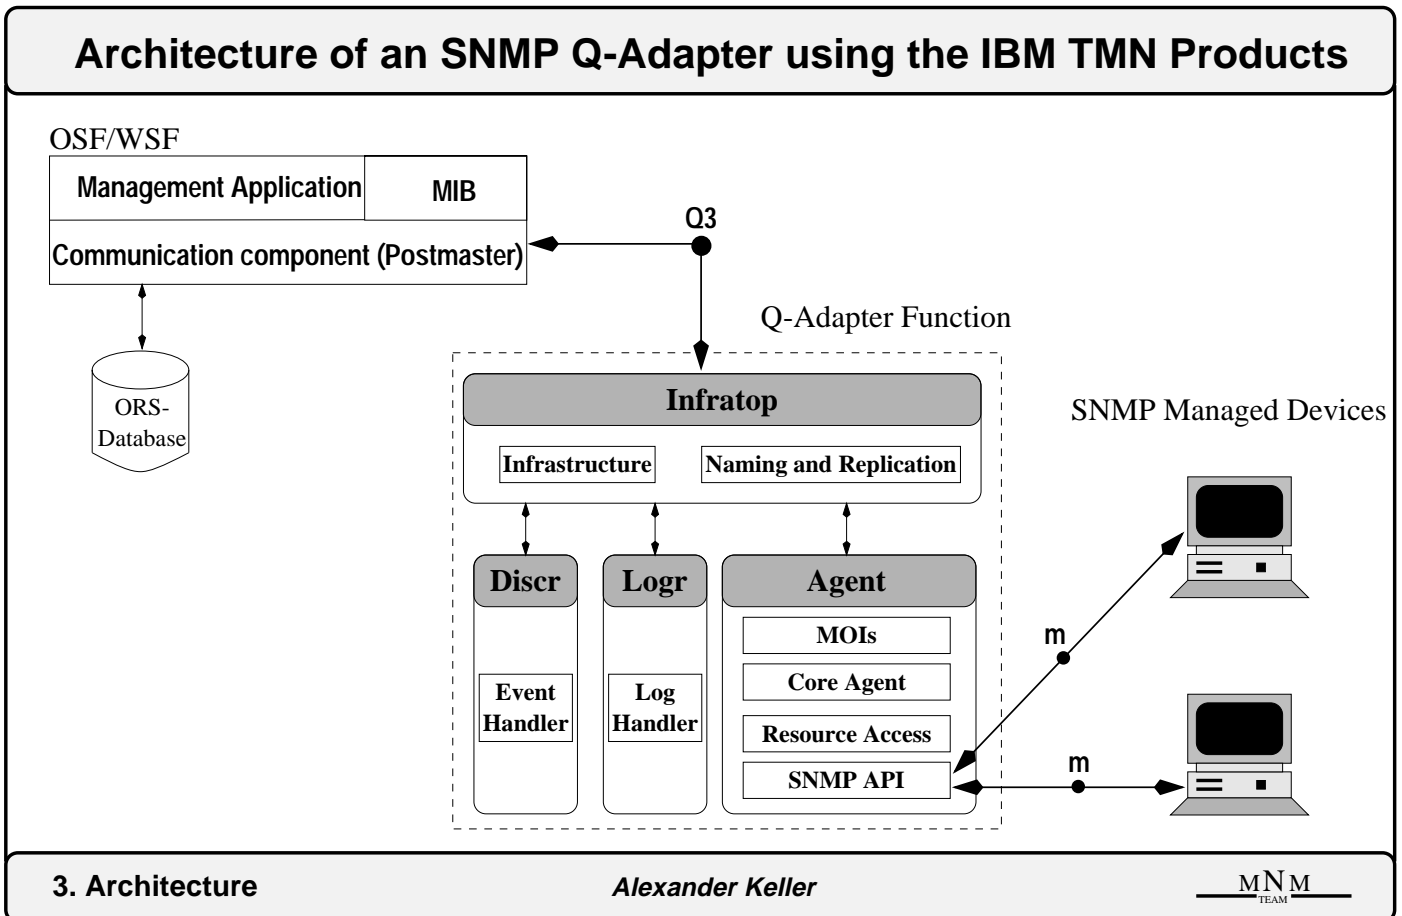 Architecture of an SNMP Q-Adapter using the IBM TMN Products
OSF/WSF
Management Application
MIB
Communication component (Postmaster)
Q3
Q-Adapter Function
ORS-
Database
Infratop
Infrastructure
Naming and Replication
SNMP Managed Devices
Discr
Logr
Agent
Event
Handler
Log
Handler
MOIs
Core Agent
Resource Access
SNMP API
m
m
3. Architecture
Alexander Keller
MNM
TEAM